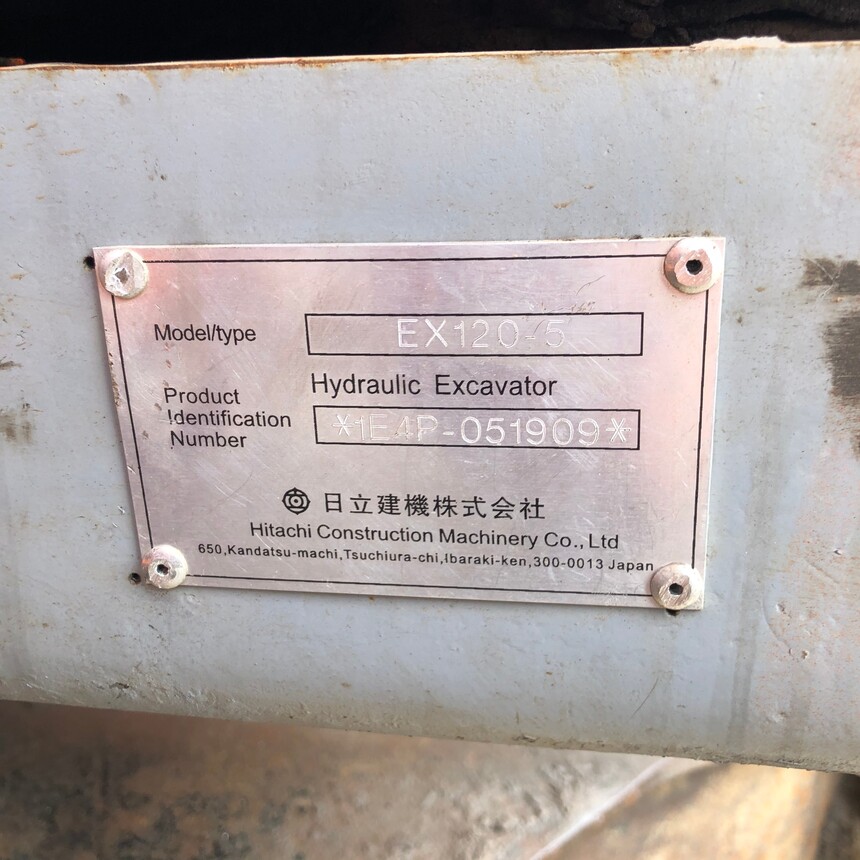 Model/type EX120-5
Hydraulic Excavator
Product
Identification
Number
*1E4P-051909*
日立建機株式会社
Hitachi Construction Machinery Co.,Ltd
650,Kandatsu-machi,Tsuchiura-chi,Ibaraki-ken,300-0013 Japan